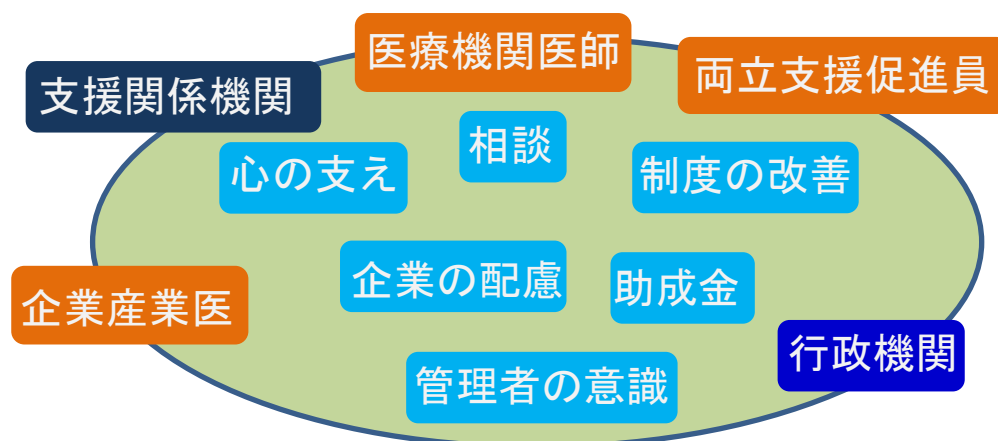 医療機関医師
両立支援促進員
支援関係機関
相談
心の支え
制度の改善
企業の配慮
助成金
企業産業医
行政機関
管理者の意識